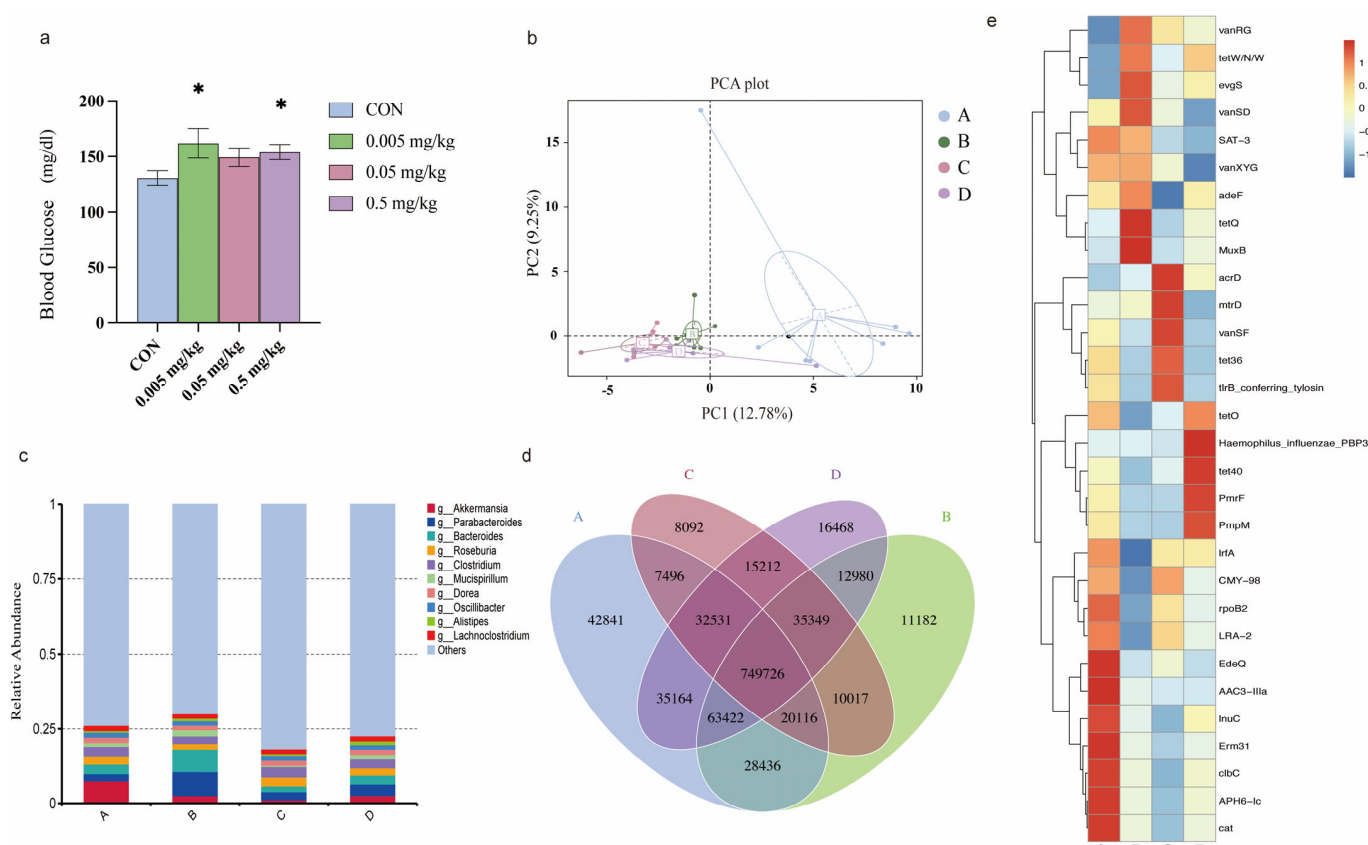 a
200
150
100
50
0
Blood Glucose (mg/dl)
*
*
CON
0.005 mg/kg
0.05 mg/kg
0.5 mg/kg
CON
0.005 mg/kg
0.05 mg/kg
0.5 mg/kg
b
PCA plot
15
10
5
0
PC2 (9.25%)
-5
0
5
10
PC1 (12.78%)
A
B
C
D
A
B
C
D
c
1
0.75
0.5
0.25
0
Relative Abundance
A
B
C
D
g__Akkermansia
g__Parabacteroides
g__Bacteroides
g__Roseburia
g__Clostridium
g__Mucispirillum
g__Dorea
g__Oscillibacter
g__Alistipes
g__Lachnoclostridium
Others
d
C
D
A
B
8092
16468
7496
15212
12980
42841
32531
35349
11182
749726
35164
10017
63422
20116
28436
e
vanRG
tetW/N/W
evgS
vanSD
SAT-3
vanXYG
adeF
tetQ
MuxB
acrD
mtrD
vanSF
tet36
tlrB_conferring_tylosin
tetO
Haemophilus_influenzae_PBP3
tet40
PmrF
PmpM
lrfA
CMY-98
rpoB2
LRA-2
EdeQ
AAC3-IIIa
lnuC
Erm31
clbC
APH6-Ic
cat
1
0.
0
-0.
-1